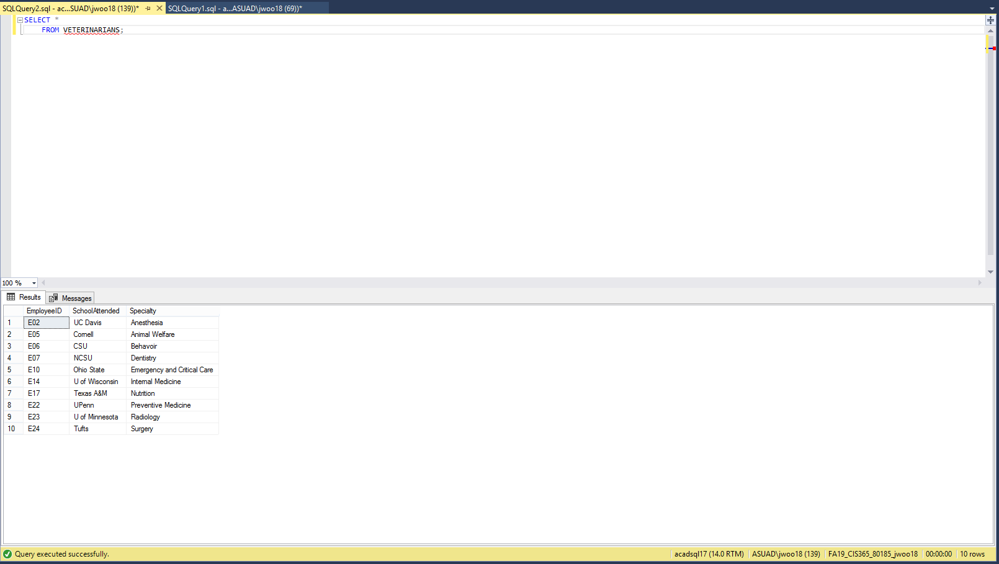 SQLQuery2.sql - ac...SUAD\jwoo18 (139))* SQLQuery1.sql - a...ASUAD\jwoo18 (69))*
SELECT *
FROM VETERINARIANS;
100 %
Results Messages
EmployeeID SchoolAttended Specialty
1 E02 UC Davis Anesthesia
2 E05 Cornell Animal Welfare
3 E06 CSU Behavoir
4 E07 NCSU Dentistry
5 E10 Ohio State Emergency and Critical Care
6 E14 U of Wisconsin Internal Medicine
7 E17 Texas A&M Nutrition
8 E22 UPenn Preventive Medicine
9 E23 U of Minnesota Radiology
10 E24 Tufts Surgery
Query executed successfully. acadsql17 (14.0 RTM) ASUAD\jwoo18 (139) FA19_CIS365_80185_jwoo18 00:00:00 10 rows